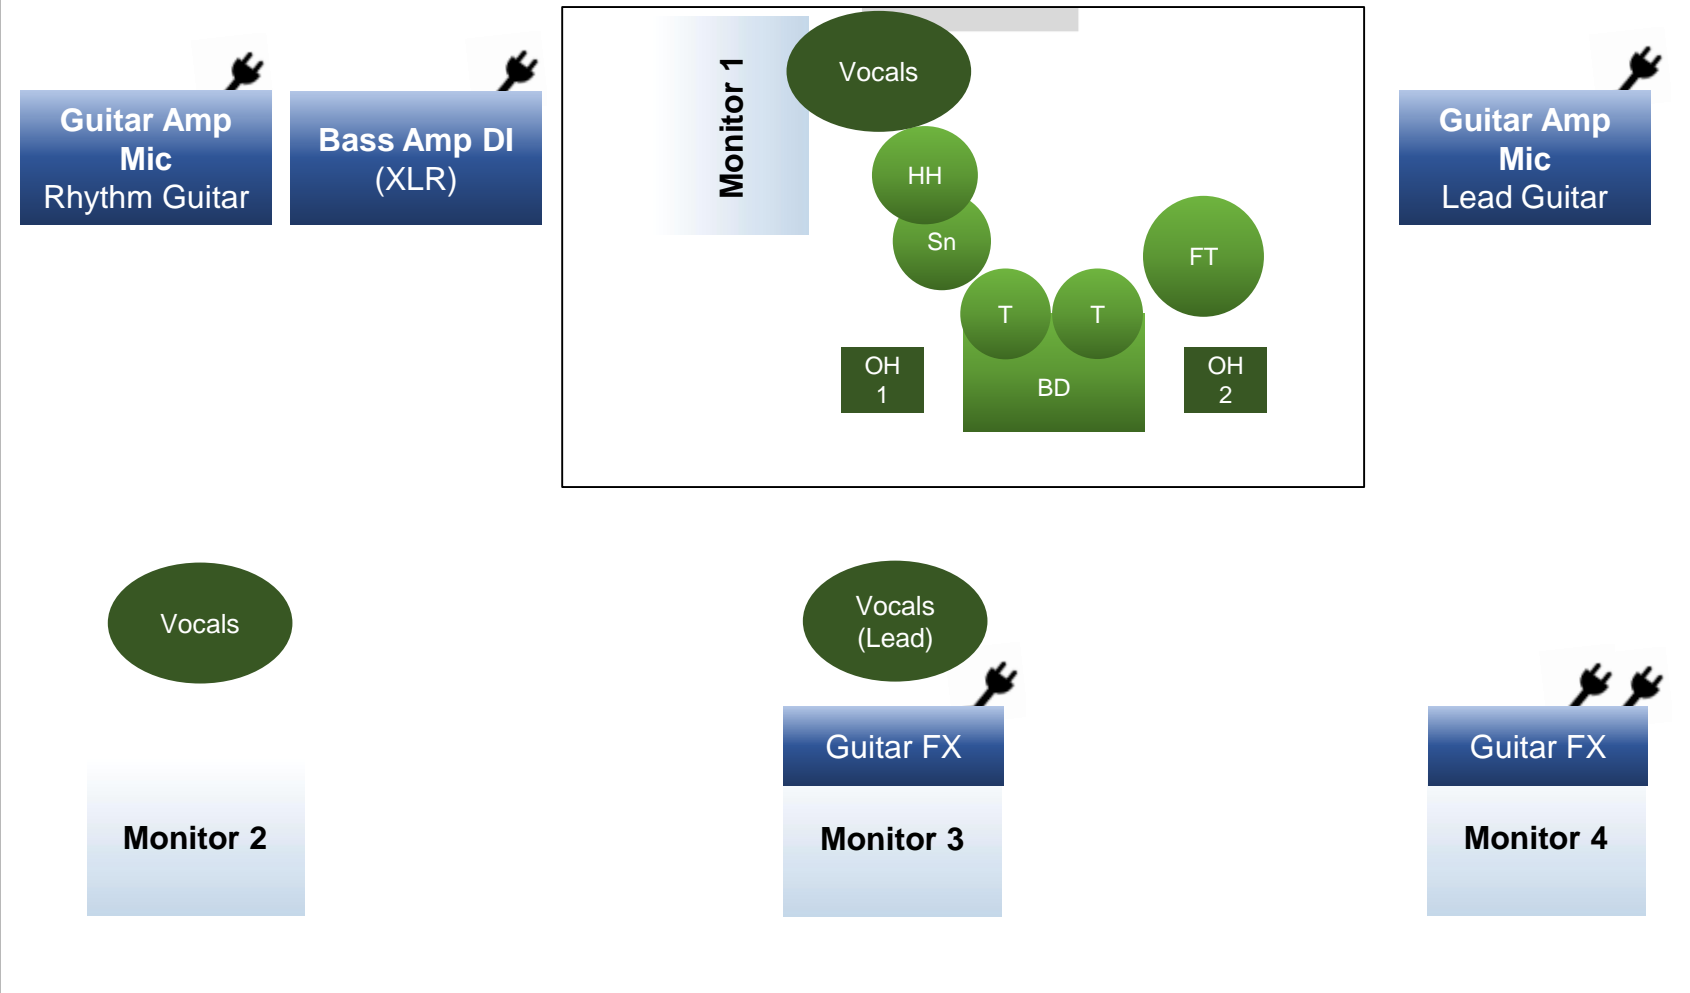 Guitar Amp
Mic
Rhythm Guitar
Bass Amp DI
(XLR)
Monitor 1
Vocals
HH
Sn
T
T
FT
BD
OH
1
OH
2
Guitar Amp
Mic
Lead Guitar
Vocals
Vocals
(Lead)
Guitar FX
Guitar FX
Monitor 2
Monitor 3
Monitor 4